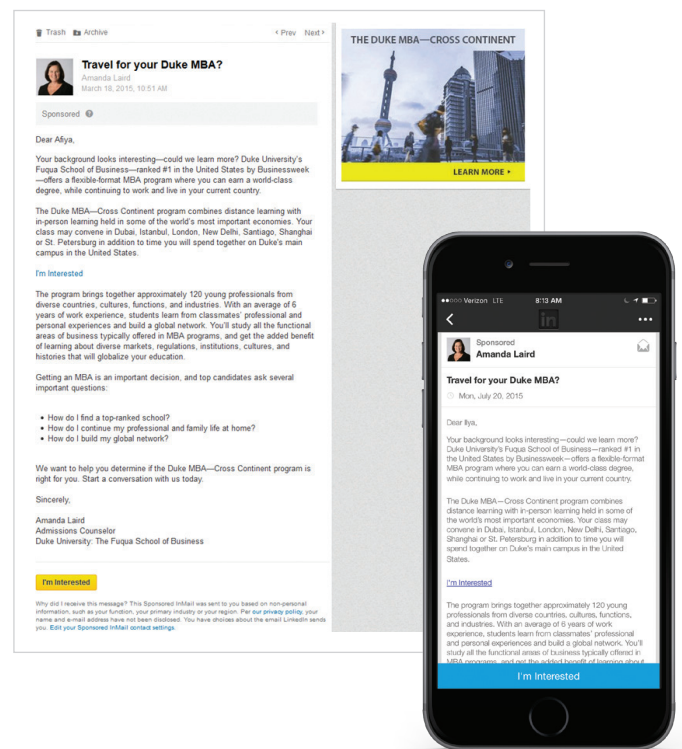 Trash Archive ‹ Prev Next ›
Travel for your Duke MBA?
Amanda Laird
March 18, 2015, 10:51 AM
Sponsored ?
Dear Afiya,
Your background looks interesting—could we learn more? Duke University's
Fuqua School of Business—ranked #1 in the United States by Businessweek
—offers a flexible-format MBA program where you can earn a world-class
degree, while continuing to work and live in your current country.
The Duke MBA—Cross Continent program combines distance learning with
in-person learning held in some of the world's most important economies. Your
class may convene in Dubai, Istanbul, London, New Delhi, Santiago, Shanghai
or St. Petersburg in addition to time you will spend together on Duke's main
campus in the United States.
I'm Interested
The program brings together approximately 120 young professionals from
diverse countries, cultures, functions, and industries. With an average of 6
years of work experience, students learn from classmates' professional and
personal experiences and build a global network. You'll study all the functional
areas of business typically offered in MBA programs, and get the added benefit
of learning about diverse markets, regulations, institutions, cultures, and
histories that will globalize your education.
Getting an MBA is an important decision, and top candidates ask several
important questions:
• How do I find a top-ranked school?
• How do I continue my professional and family life at home?
• How do I build my global network?
We want to help you determine if the Duke MBA—Cross Continent program is
right for you. Start a conversation with us today.
Sincerely,
Amanda Laird
Admissions Counselor
Duke University: The Fuqua School of Business
I'm Interested
Why did I receive this message? This Sponsored InMail was sent to you based on non-personal
information, such as your function, your primary industry or your region. Per our privacy policy, your
name and e-mail address have not been disclosed. You have choices about the email LinkedIn sends
you. Edit your Sponsored InMail contact settings.
THE DUKE MBA—CROSS CONTINENT
LEARN MORE
Verizon LTE 8:13 AM
in
Sponsored
Amanda Laird
Travel for your Duke MBA?
Mon, July 20, 2015
Dear Ilya,
Your background looks interesting—could we learn more?
Duke University's Fuqua School of Business—ranked #1 in
the United States by Businessweek—offers a flexible-format
MBA program where you can earn a world-class degree,
while continuing to work and live in your current country.
The Duke MBA—Cross Continent program combines
distance learning with in-person learning held in some of
the world's most important economies. Your class may
convene in Dubai, Istanbul, London, New Delhi, Santiago,
Shanghai or St. Petersburg in addition to time you will
spend together on Duke's main campus in the United
States.
I'm Interested
The program brings together approximately 120 young
professionals from diverse countries, cultures, functions,
and industries. With an average of 6 years of work
experience, students learn from classmates' professional
and personal experiences and build a global network. You'll
study all the functional areas of business typically offered in
MBA programs, and get the added benefit of learning about
I'm Interested